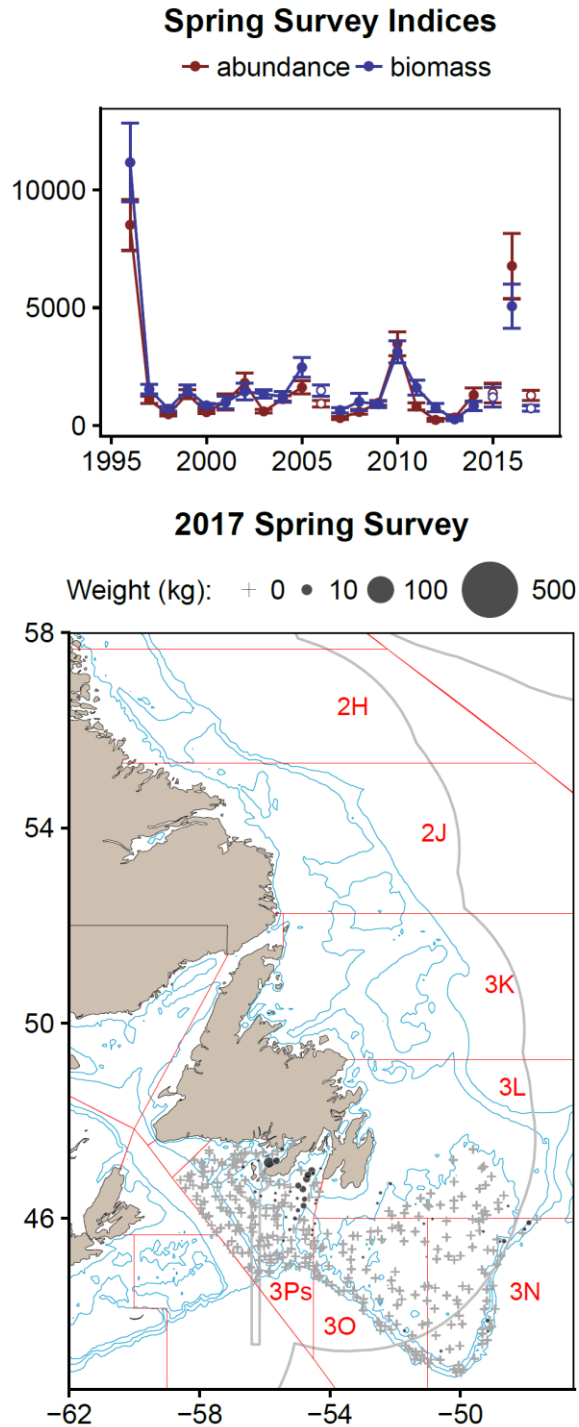 Spring Survey Indices
abundance biomass
10000
5000
0
1995 2000 2005 2010 2015
2017 Spring Survey
Weight (kg): 0 10 100 500
58
2H
54
2J
3K
50
3L
46
3Ps
3N
3O
−62 −58 −54 −50